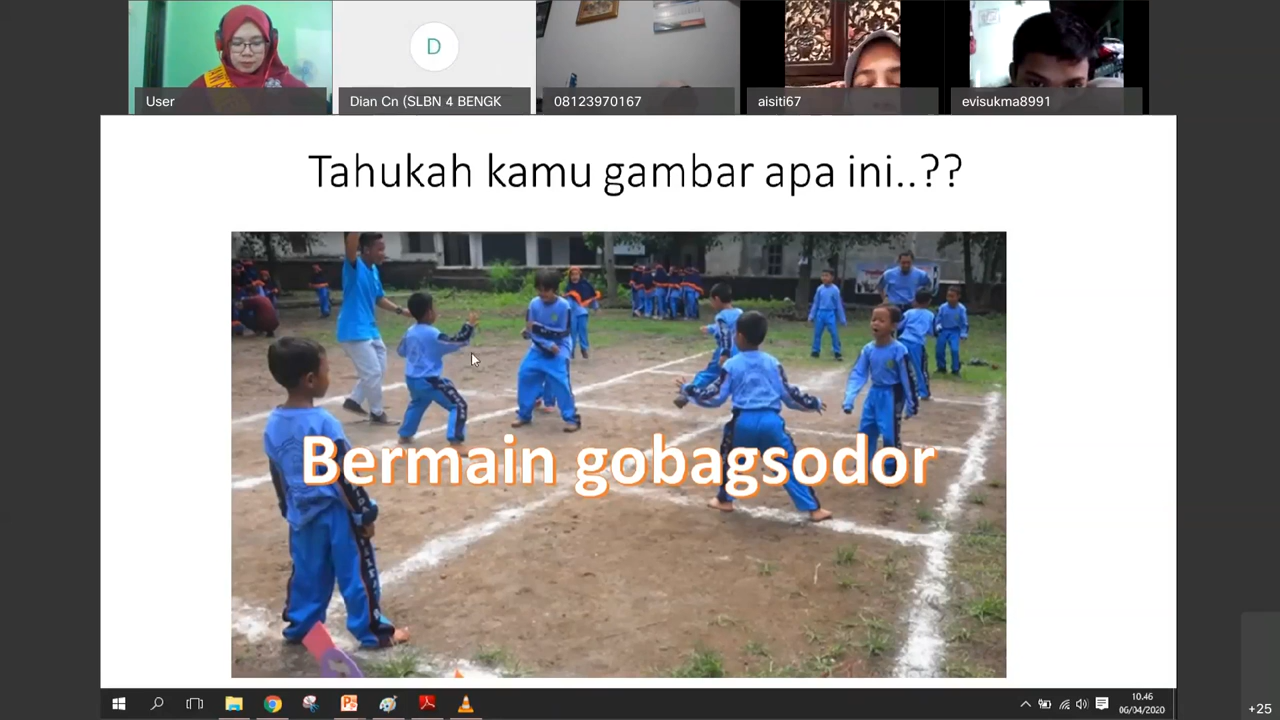 User
Dian Cn (SLBN 4 BENGK
08123970167
aisiti67
evisukma8991
D
Tahukah kamu gambar apa ini..??
Bermain gobagsodor
10.46
06/04/2020
+25